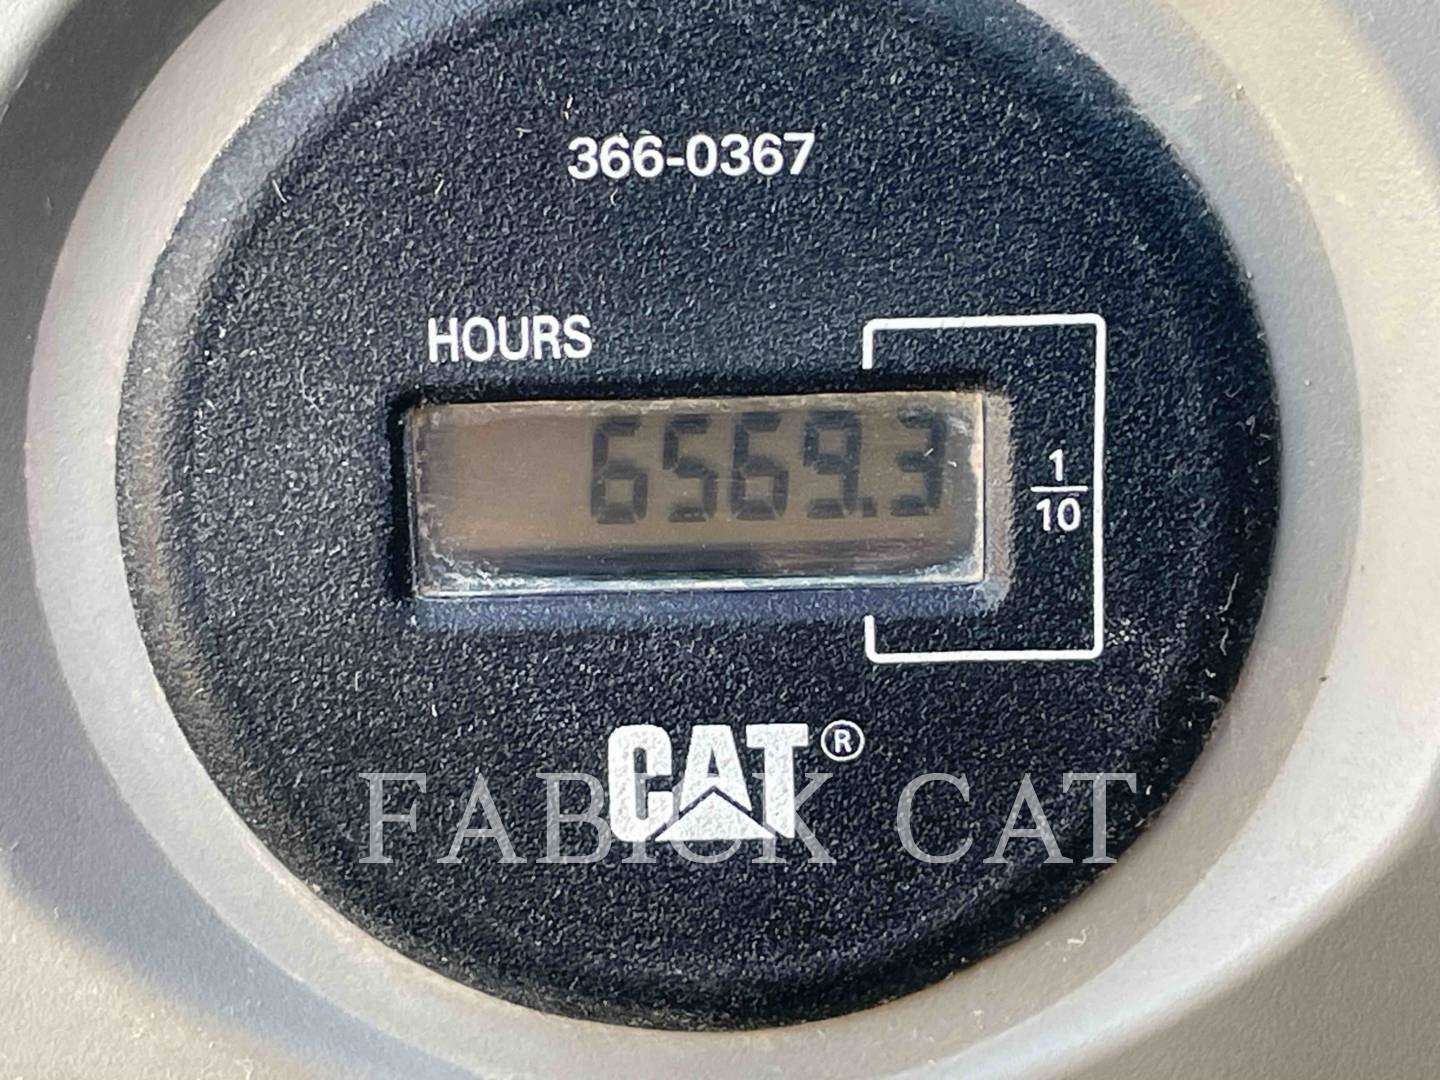 366-0367
HOURS
6569.3
1
10
CAT®
FABICK CAT